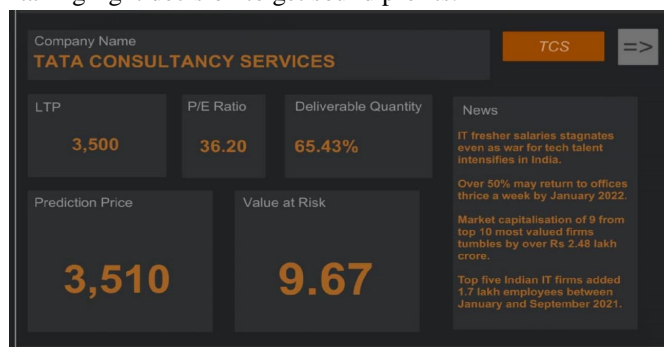 Company Name
TATA CONSULTANCY SERVICES
TCS
=>
LTP
3,500
P/E Ratio
36.20
Deliverable Quantity
65.43%
News
IT fresher salaries stagnates
even as war for tech talent
intensifies in India.
Over 50% may return to offices
thrice a week by January 2022.
Market capitalisation of 9 from
top 10 most valued firms
tumbles by over Rs 2.48 lakh
crore.
Top five Indian IT firms added
1.7 lakh employees between
January and September 2021.
Prediction Price
3,510
Value at Risk
9.67